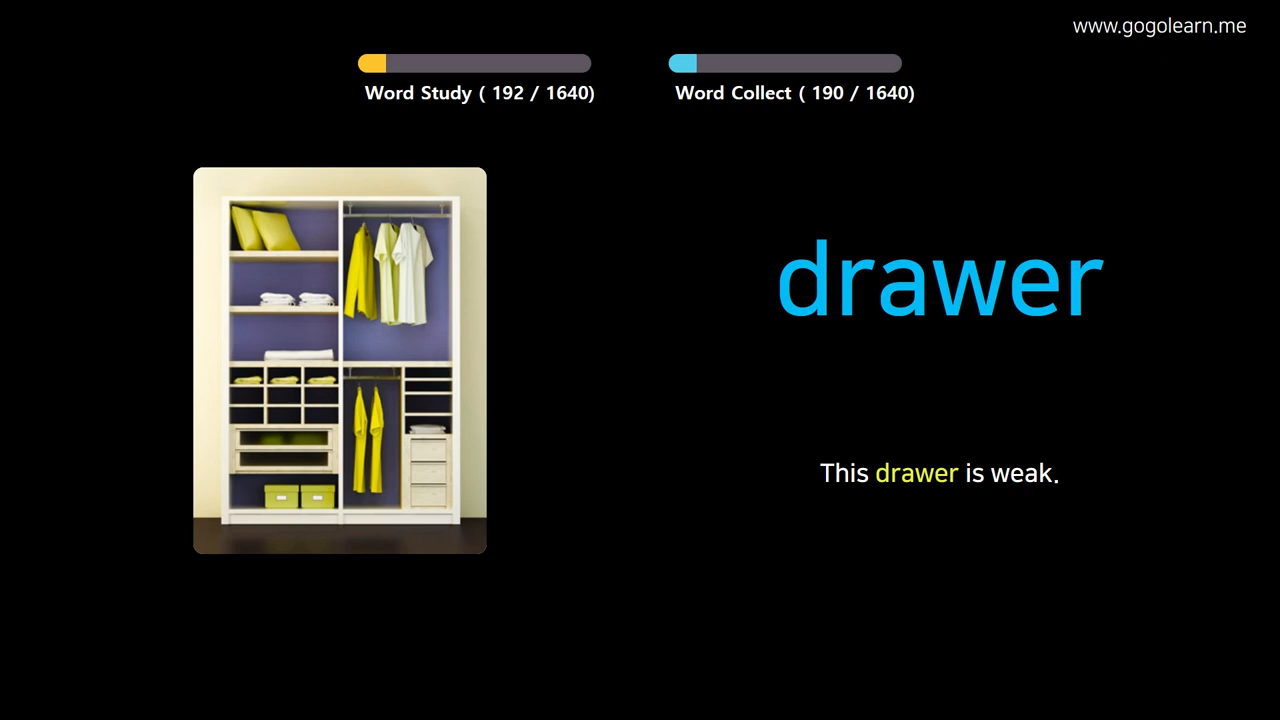 www.gogolearn.me
Word Study ( 192 / 1640)
Word Collect ( 190 / 1640)
drawer
This drawer is weak.